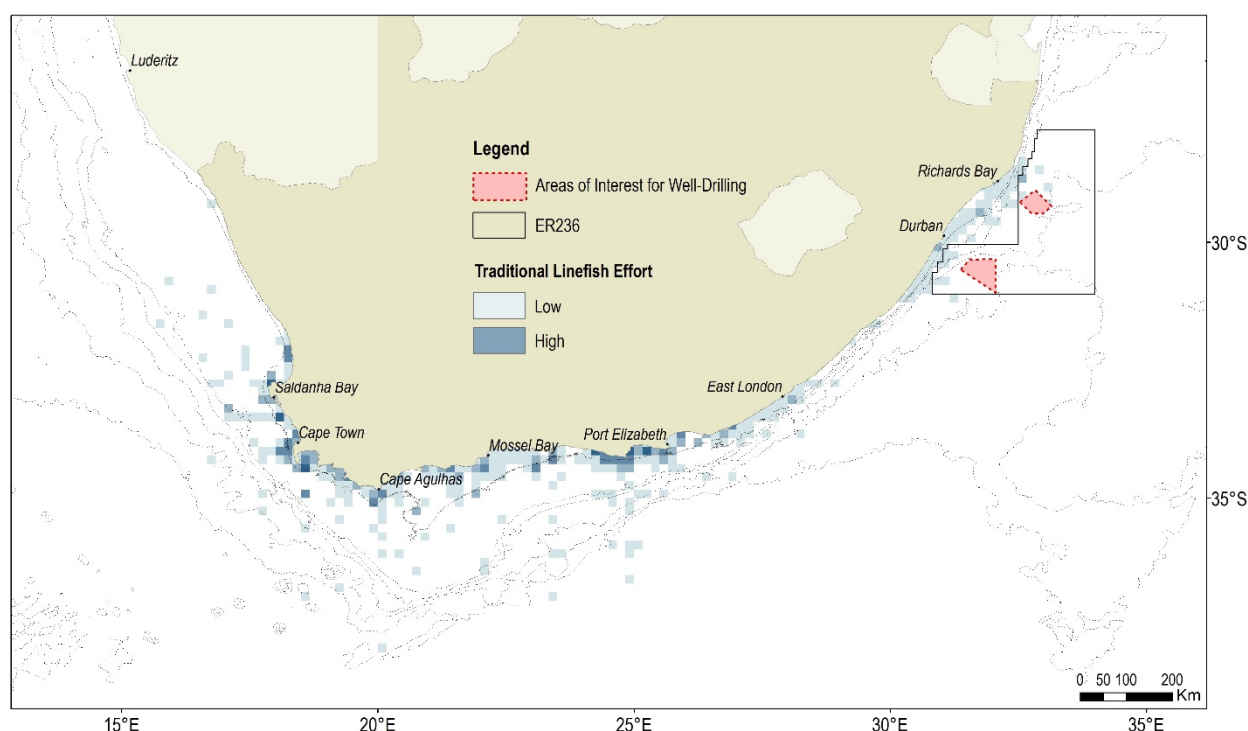 Luderitz
Legend
Areas of Interest for Well-Drilling
ER236
Traditional Linefish Effort
Low
High
Richards Bay
Durban
30°S
Saldanha Bay
East London
Cape Town
Mossel Bay
Port Elizabeth
Cape Agulhas
35°S
0 50 100 200
Km
15°E 20°E 25°E 30°E 35°E